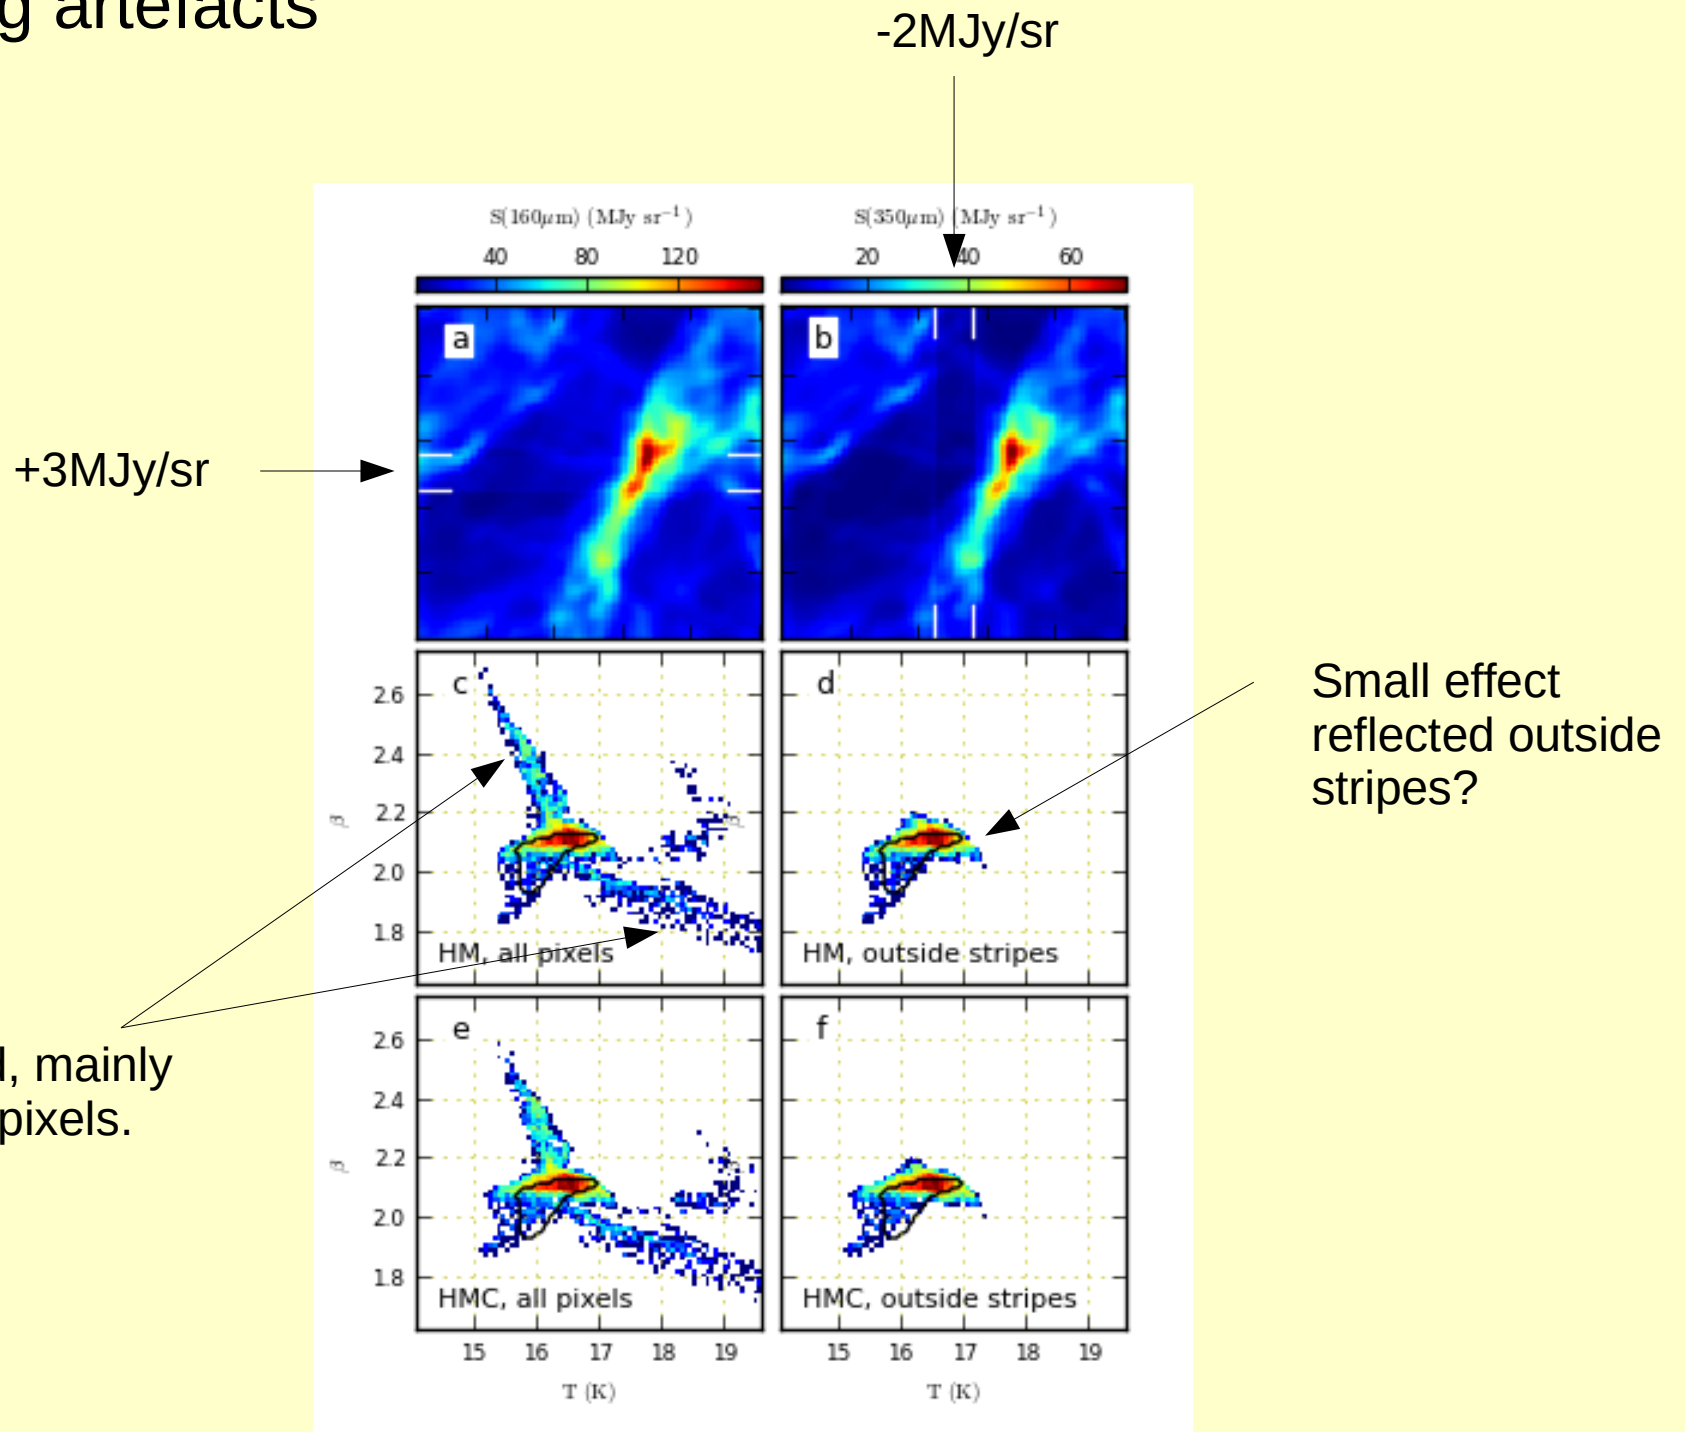 g artefacts
-2MJy/sr
S(160μm) (MJy sr⁻¹)
S(350μm) (MJy sr⁻¹)
40 80 120
20 40 60
a
b
+3MJy/sr
c
d
2.6
2.4
2.2
2.0
1.8
β
β
HM, all pixels
HM, outside stripes
Small effect
reflected outside
stripes?
d, mainly
pixels.
e
f
2.6
2.4
2.2
2.0
1.8
β
β
HMC, all pixels
HMC, outside stripes
15 16 17 18 19
15 16 17 18 19
T (K)
T (K)